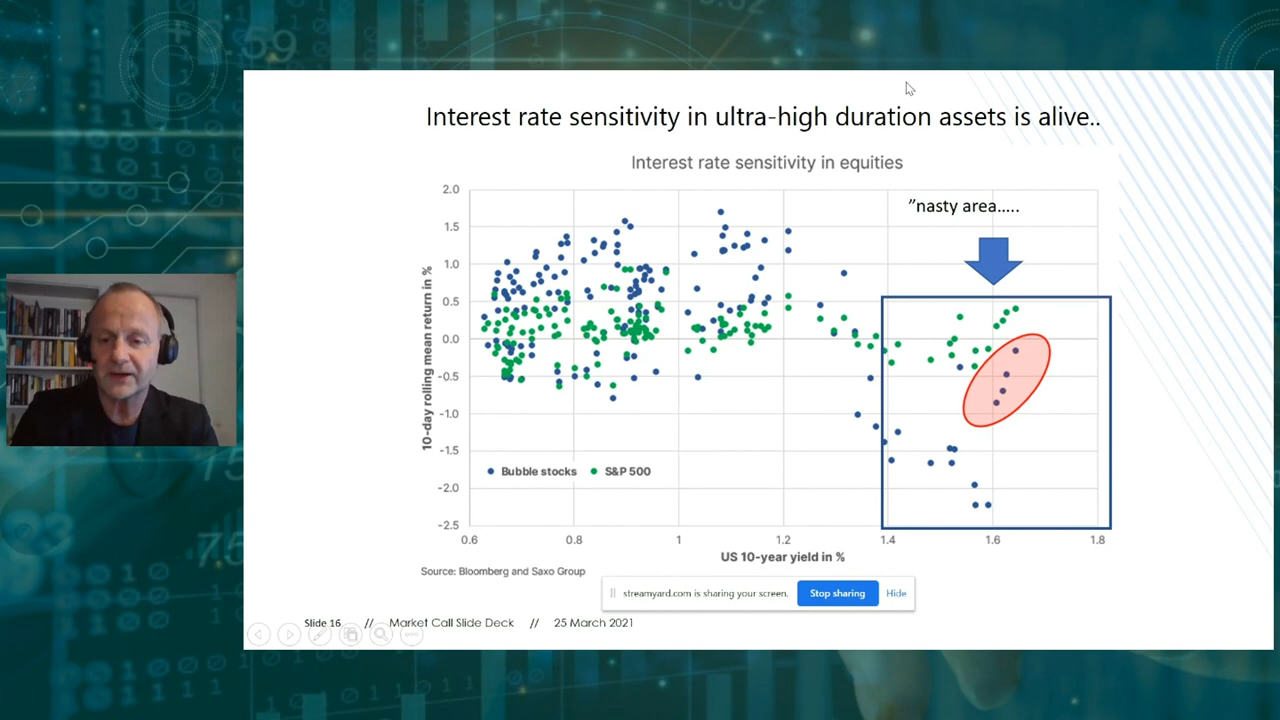 59
Interest rate sensitivity in ultra-high duration assets is alive..
Interest rate sensitivity in equities
”nasty area…..
10-day rolling mean return in %
2.0
1.5
1.0
0.5
0.0
-0.5
-1.0
-1.5
-2.0
-2.5
Bubble stocks
S&P 500
0.6
0.8
1
1.2
1.4
1.6
1.8
US 10-year yield in %
Source: Bloomberg and Saxo Group
streamyard.com is sharing your screen.
Stop sharing
Hide
Slide 16 // Market Call Slide Deck // 25 March 2021